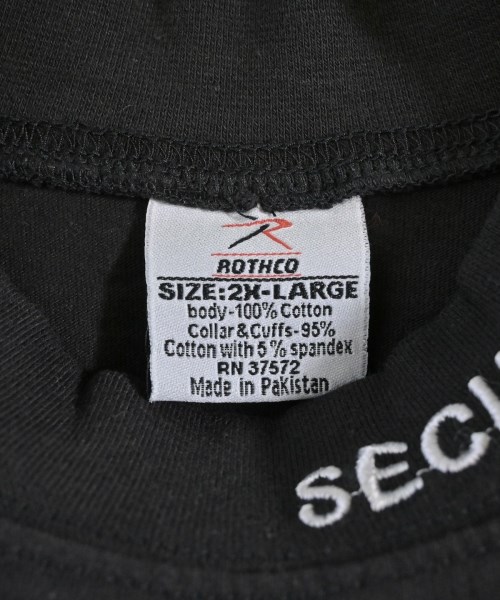 ROTHCO
SIZE:2X-LARGE
body-100% Cotton
Collar&Cuffs-95%
Cotton with 5% spandex
RN 37572
Made in Pakistan